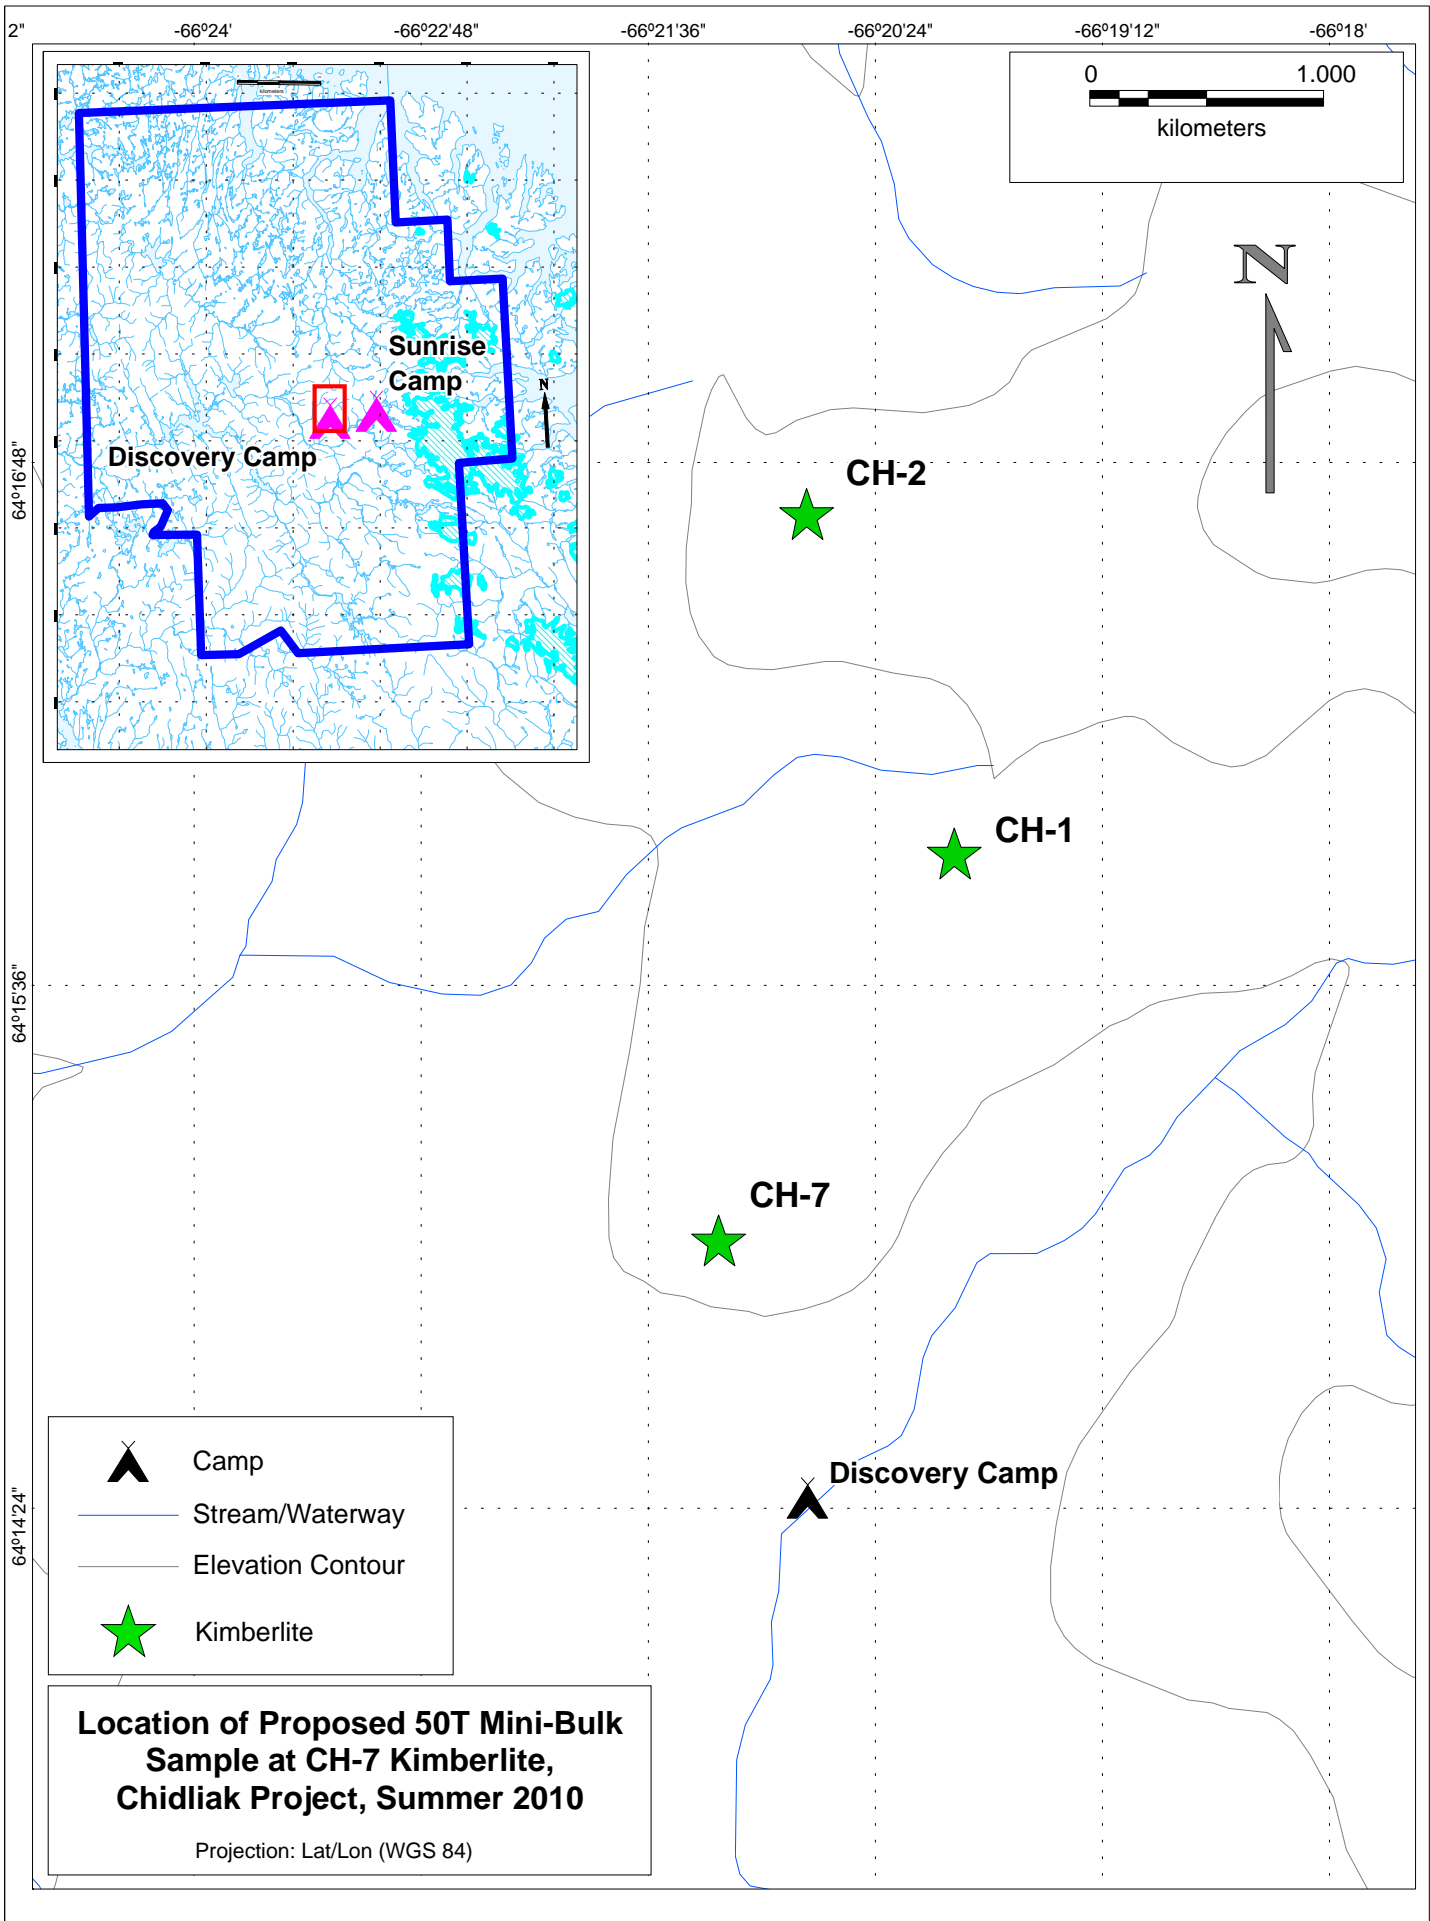 2" -66º24' -66º22'48" -66º21'36" -66º20'24" -66º19'12" -66º18'
0 1.000
kilometers
N
kilometers
Sunrise
Camp
N
Discovery Camp
64º16'48"
CH-2
CH-1
64º15'36"
CH-7
Discovery Camp
64º14'24"
Camp
Stream/Waterway
Elevation Contour
Kimberlite
Location of Proposed 50T Mini-Bulk
Sample at CH-7 Kimberlite,
Chidliak Project, Summer 2010
Projection: Lat/Lon (WGS 84)